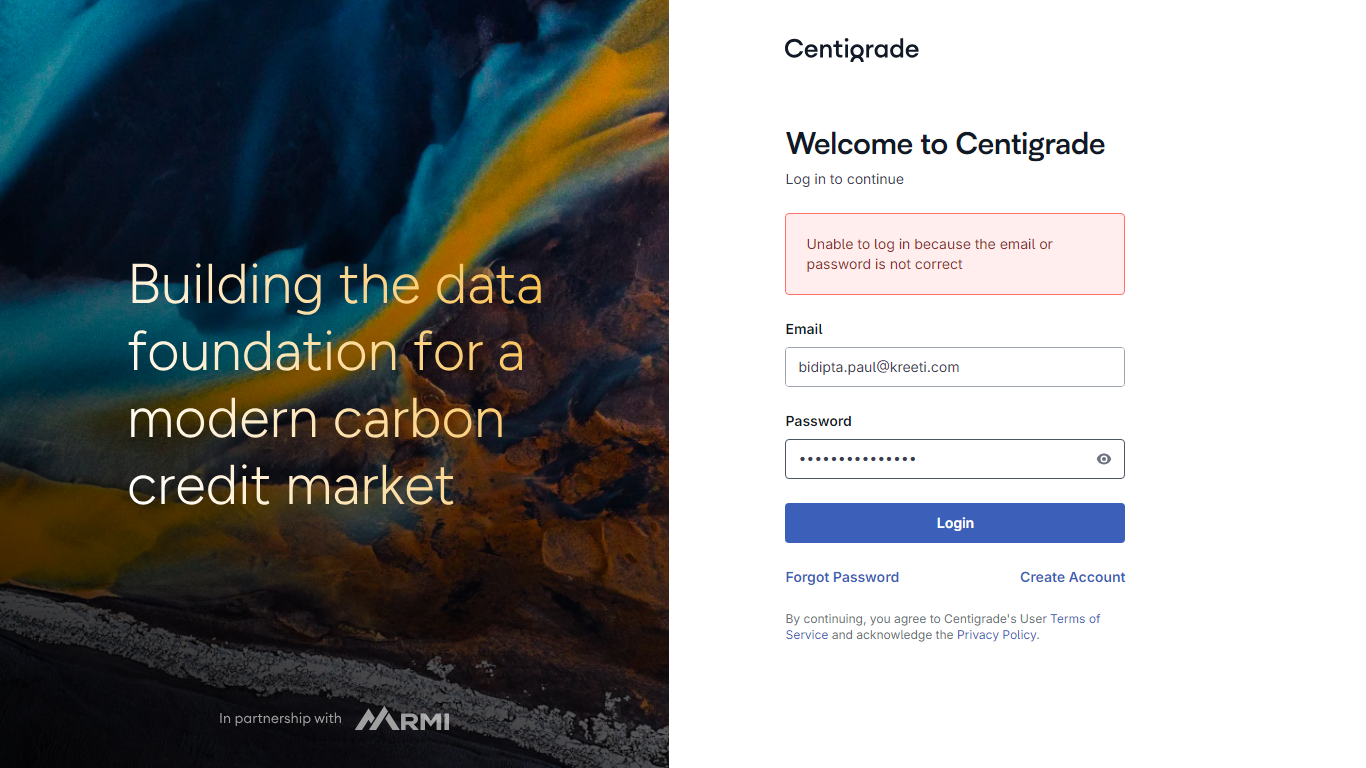 Building the data
foundation for a
modern carbon
credit market
In partnership with RMI
Centigrade
Welcome to Centigrade
Log in to continue
Unable to log in because the email or
password is not correct
Email
bidipta.paul@kreeti.com
Password
•••••••••••••••
Login
Forgot Password Create Account
By continuing, you agree to Centigrade's User Terms of
Service and acknowledge the Privacy Policy.